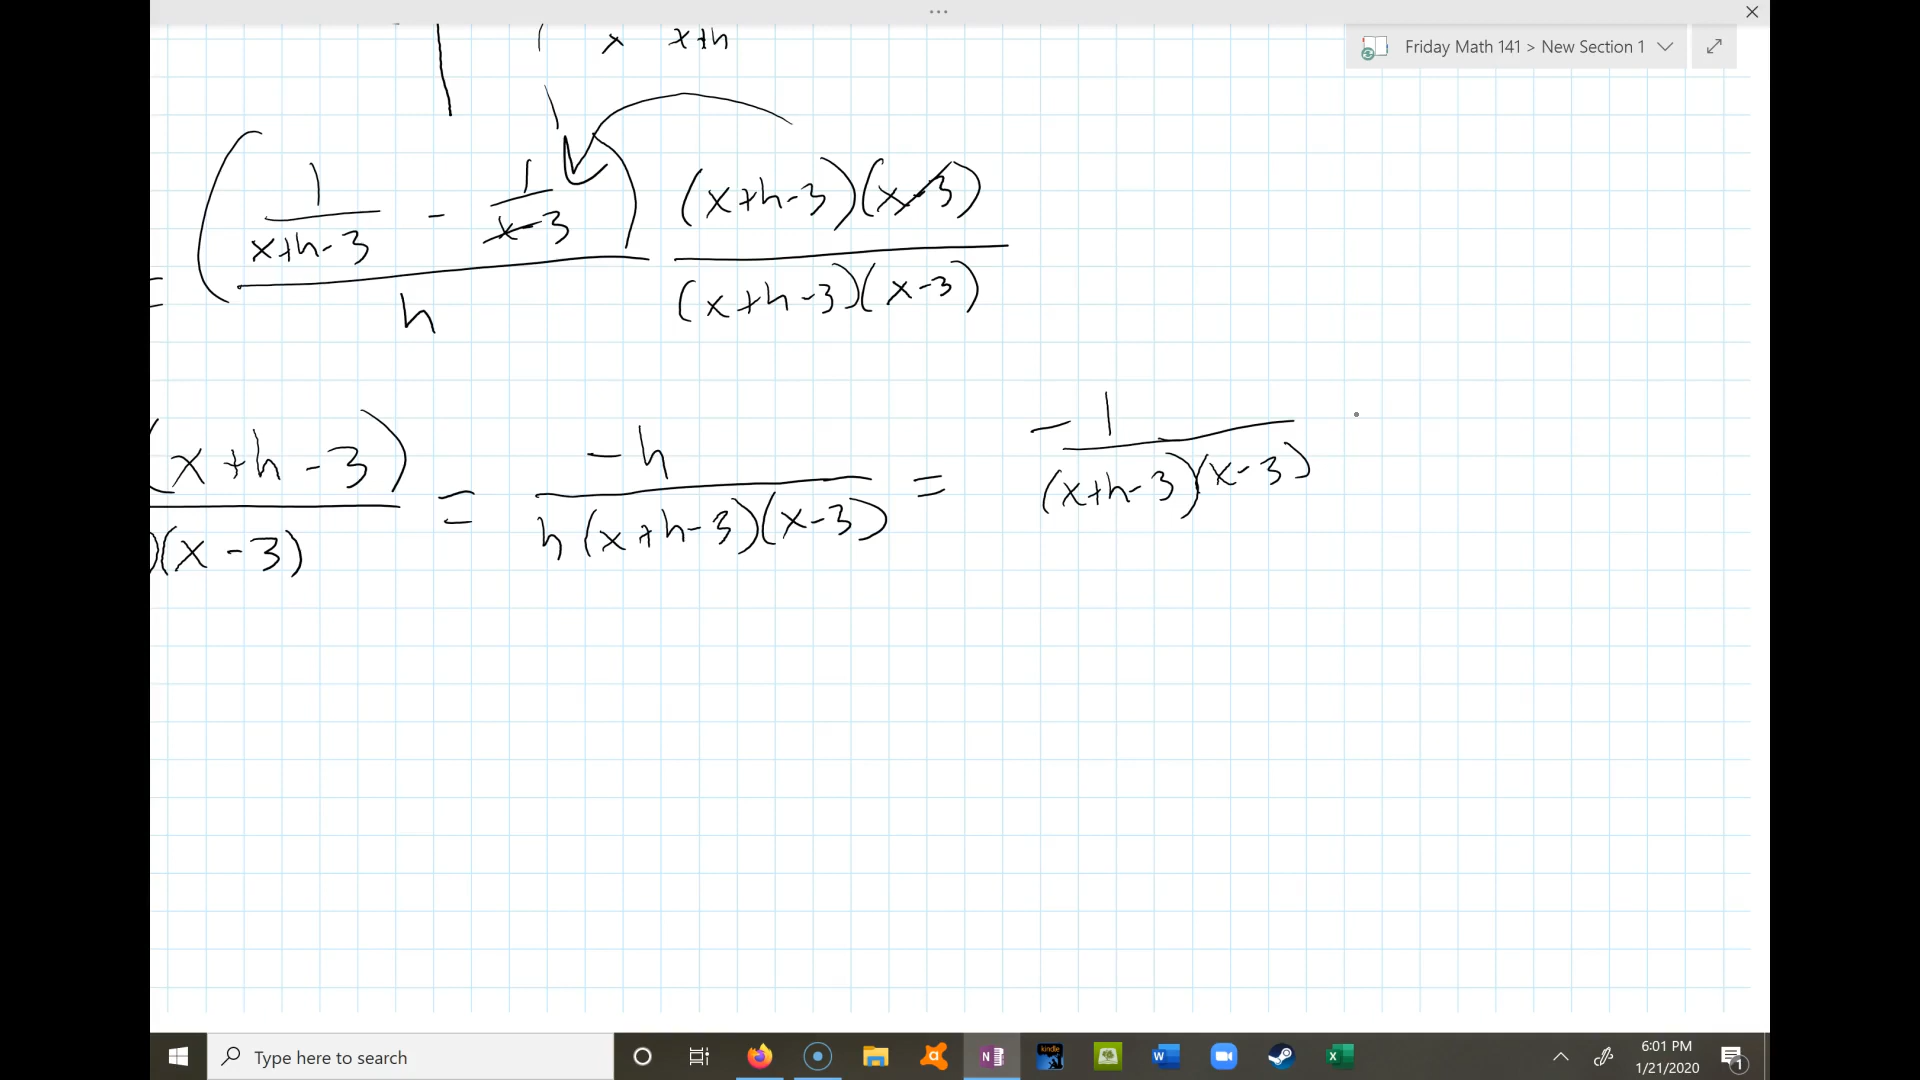 ...
Friday Math 141 > New Section 1
x x+h
= ( 1/(x+h-3) - 1/(x-3) ) / h (x+h-3)(x-3) / (x+h-3)(x-3)
(x+h-3) / )(x-3) = -h / h(x+h-3)(x-3) = -1 / (x+h-3)(x-3)
Type here to search
6:01 PM
1/21/2020
1